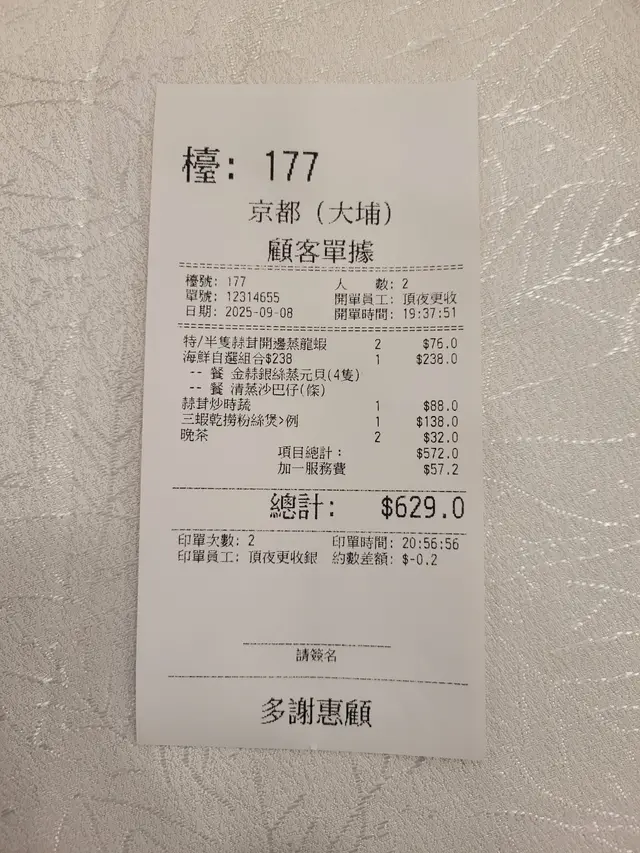 檯: 177
京都（大埔）
顧客單據
檯號: 177 人 數: 2
單號: 12314655 開單員工: 頂夜更收
日期: 2025-09-08 開單時間: 19:37:51
特/半隻蒜茸開邊蒸龍蝦 2 $76.0
海鮮自選組合$238 1 $238.0
-- 餐 金蒜銀絲蒸元貝(4隻)
-- 餐 清蒸沙巴仔(條)
蒜茸炒時蔬 1 $88.0
三蝦乾撈粉絲煲>例 1 $138.0
晚茶 2 $32.0
項目總計： $572.0
加一服務費 $57.2
總計: $629.0
印單次數: 2 印單時間: 20:56:56
印單員工: 頂夜更收銀 約數差額: $-0.2
請簽名
多謝惠顧